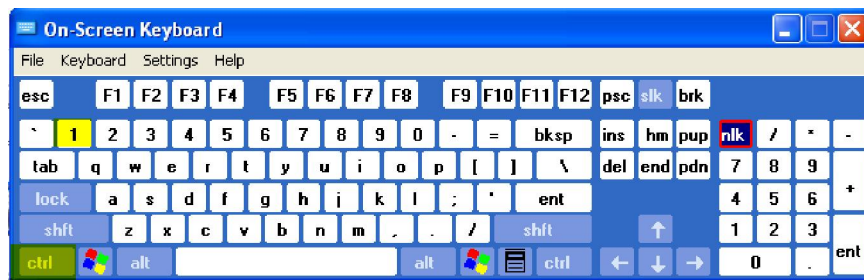 On-Screen Keyboard
File Keyboard Settings Help
esc F1 F2 F3 F4 F5 F6 F7 F8 F9 F10 F11 F12 psc slk brk
` 1 2 3 4 5 6 7 8 9 0 - = bksp ins hm pup nlk / * -
tab q w e r t y u i o p [ ] \ del end pdn 7 8 9 +
lock a s d f g h j k l ; ' ent 4 5 6
shft z x c v b n m , . / shft ↑ 1 2 3 ent
ctrl alt alt ctrl ← ↓ → 0 .